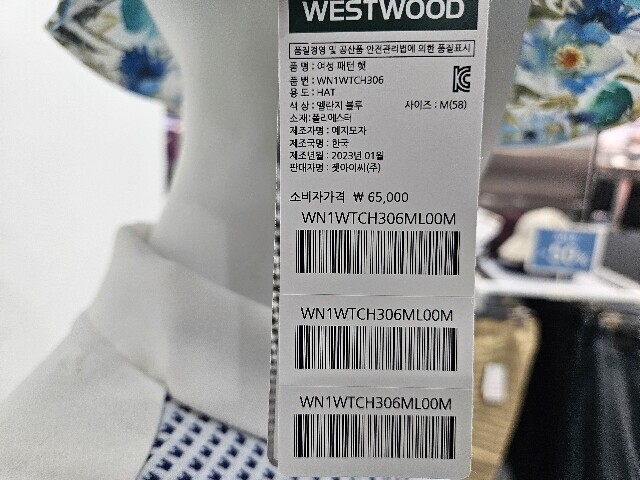 WESTWOOD
품질경영 및 공산품 안전관리법에 의한 품질표시
품 명 : 여성 패턴 햇
품 번 : WN1WTCH306
용 도 : HAT
색 상 : 멜란지 블루 사이즈 : M(58)
소재:폴리에스터
제조자명 : 예지모자
제조국명 : 한국
제조년월 : 2023년 01월
판매자명 : 젯아이씨(주)
소비자가격 ₩ 65,000
WN1WTCH306ML00M
WN1WTCH306ML00M
WN1WTCH306ML00M